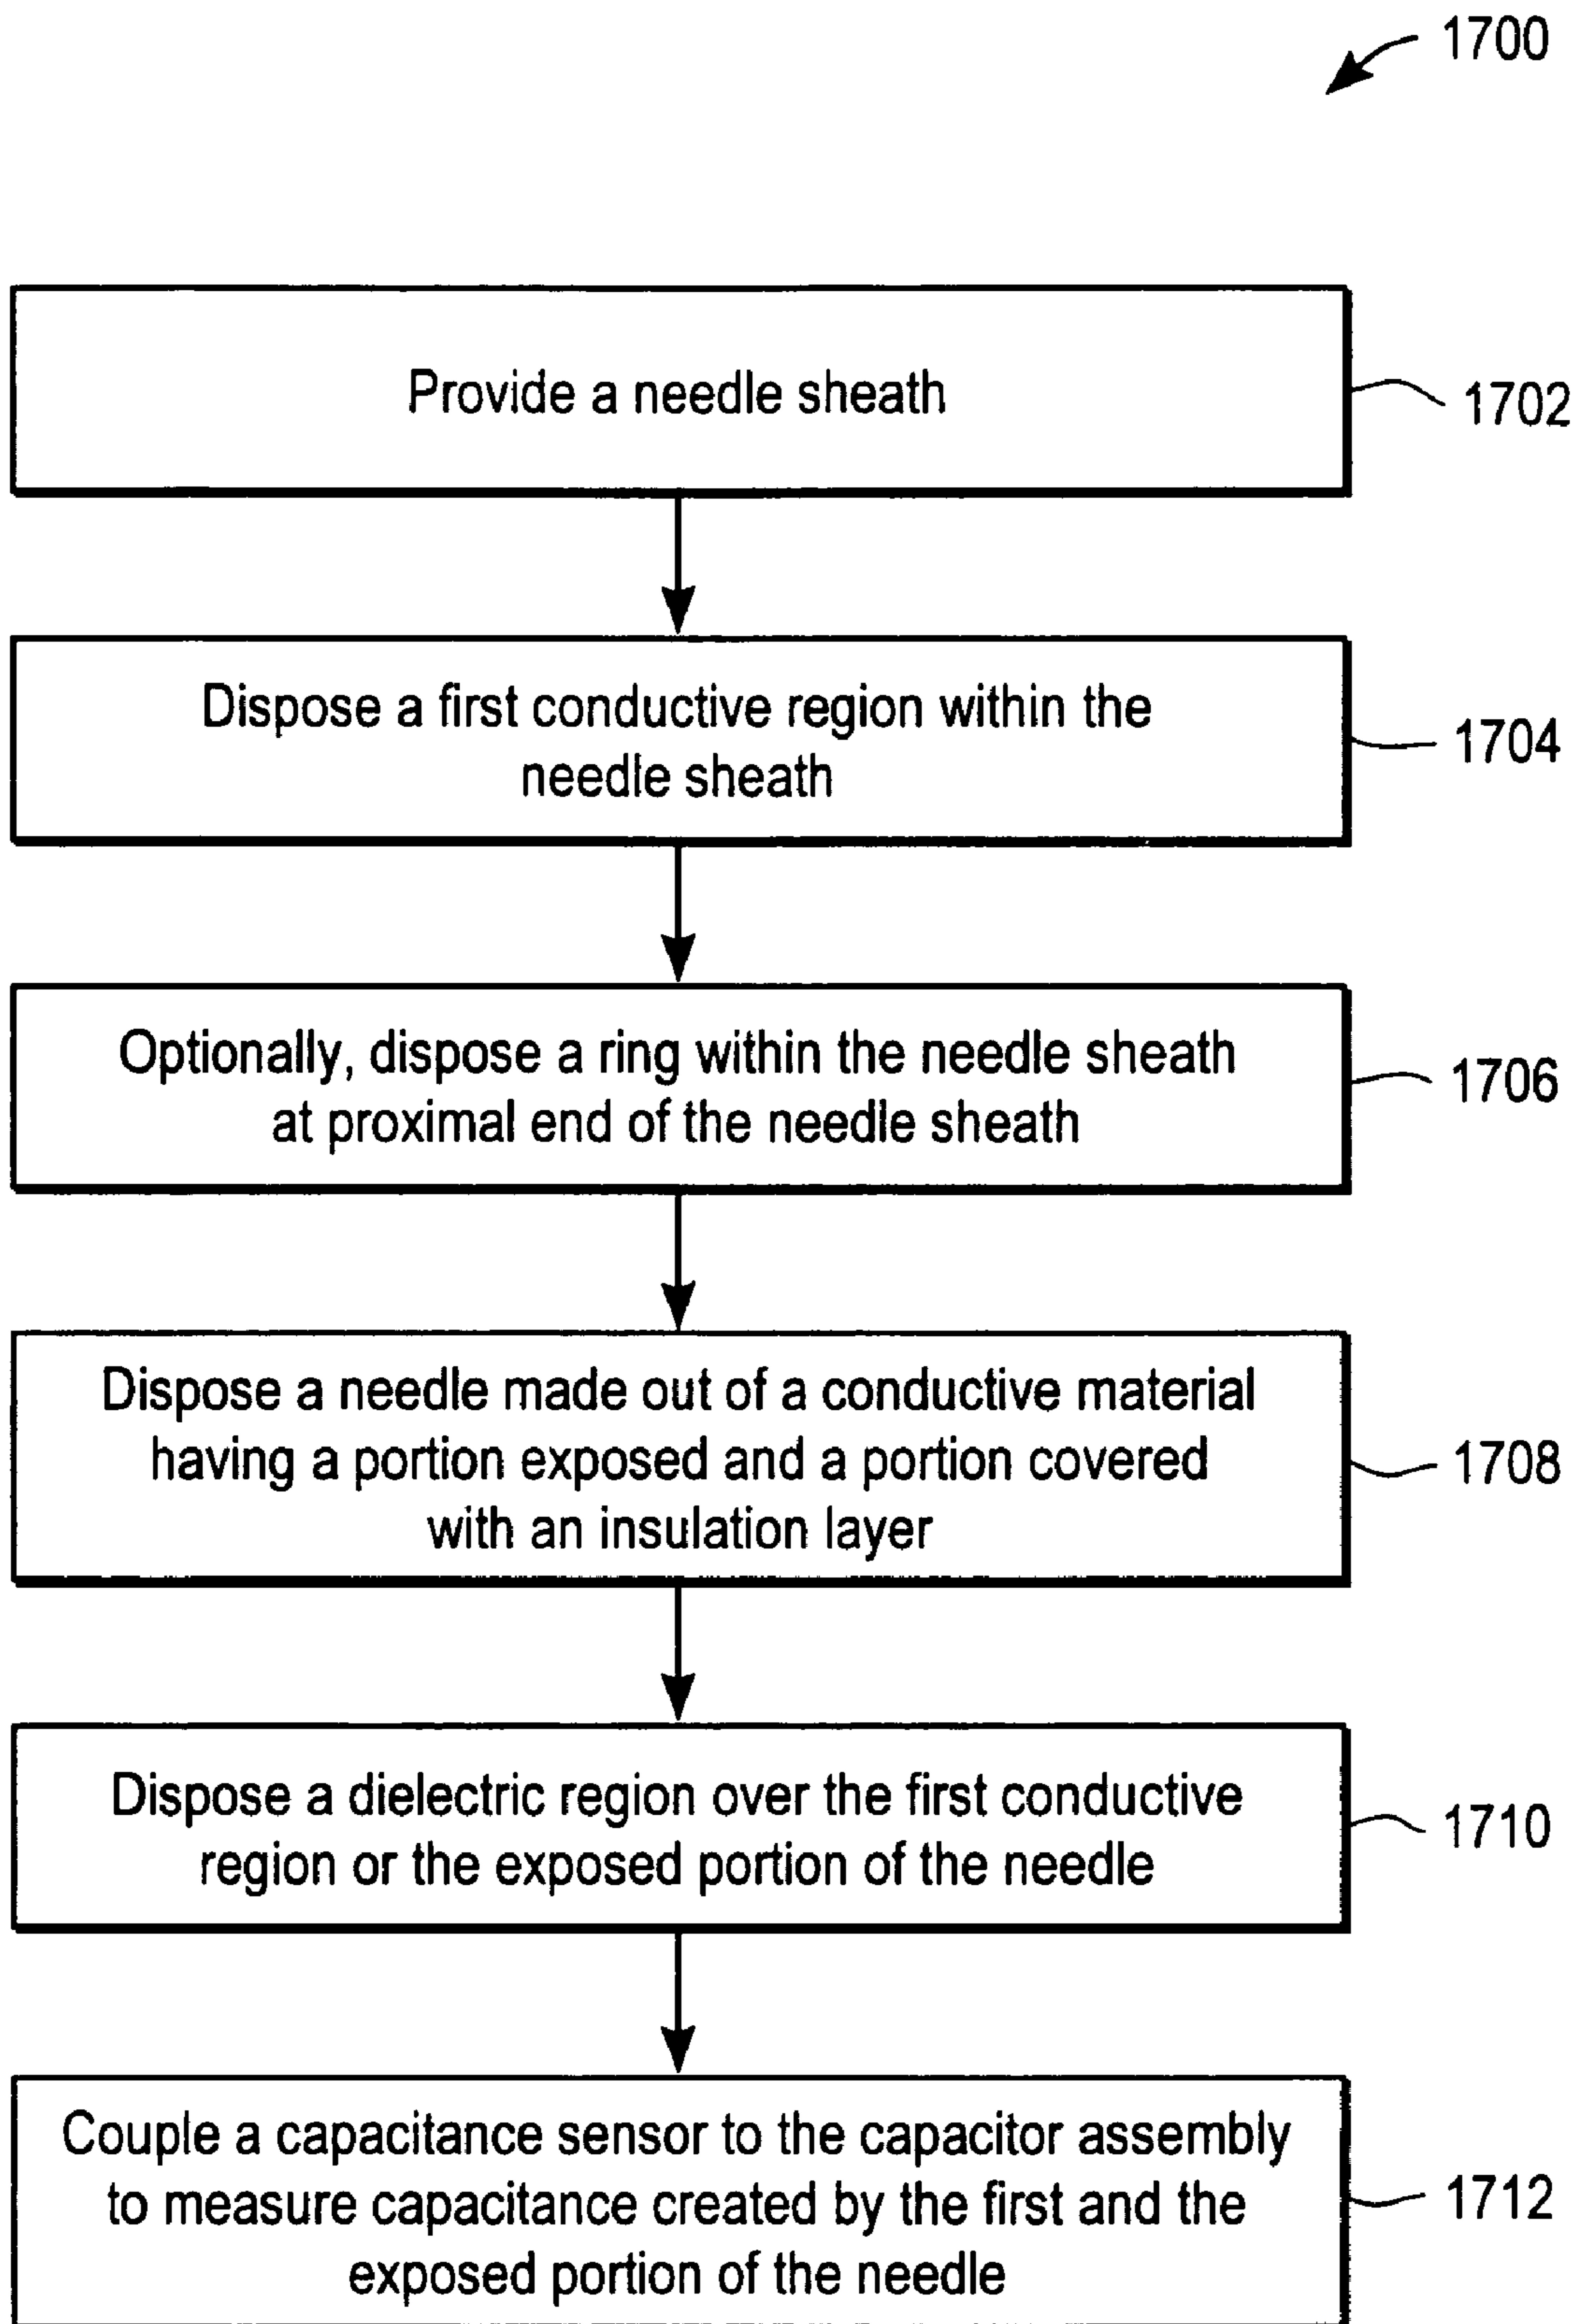 1700
Provide a needle sheath
1702
Dispose a first conductive region within the
needle sheath
1704
Optionally, dispose a ring within the needle sheath
at proximal end of the needle sheath
1706
Dispose a needle made out of a conductive material
having a portion exposed and a portion covered
with an insulation layer
1708
Dispose a dielectric region over the first conductive
region or the exposed portion of the needle
1710
Couple a capacitance sensor to the capacitor assembly
to measure capacitance created by the first and the
exposed portion of the needle
1712